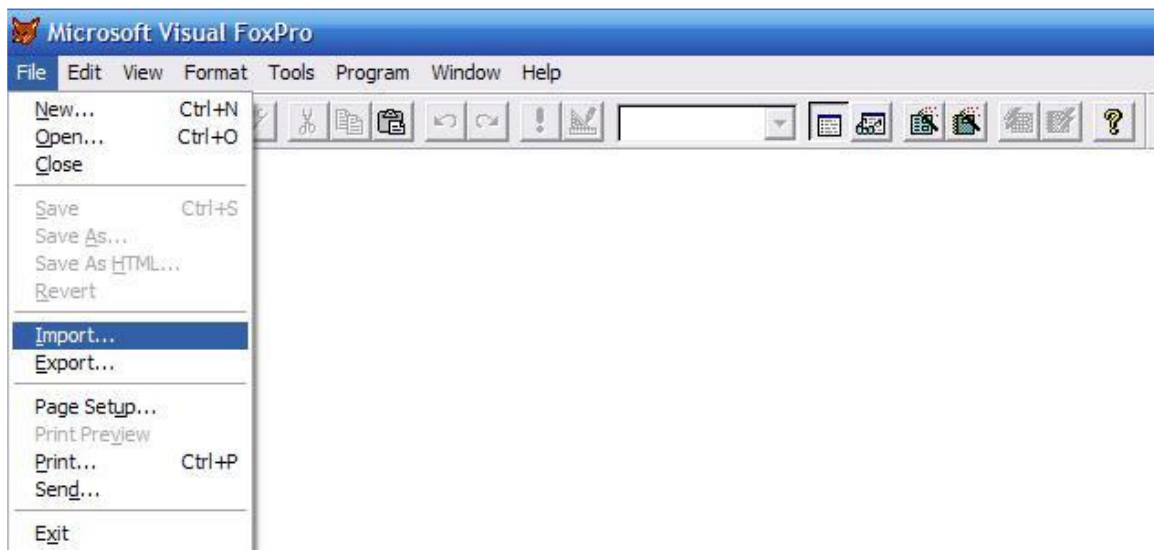 Microsoft Visual FoxPro
File Edit View Format Tools Program Window Help
New... Ctrl+N
Open... Ctrl+O
Close
Save Ctrl+S
Save As...
Save As HTML...
Revert
Import...
Export...
Page Setup...
Print Preview
Print... Ctrl+P
Send...
Exit